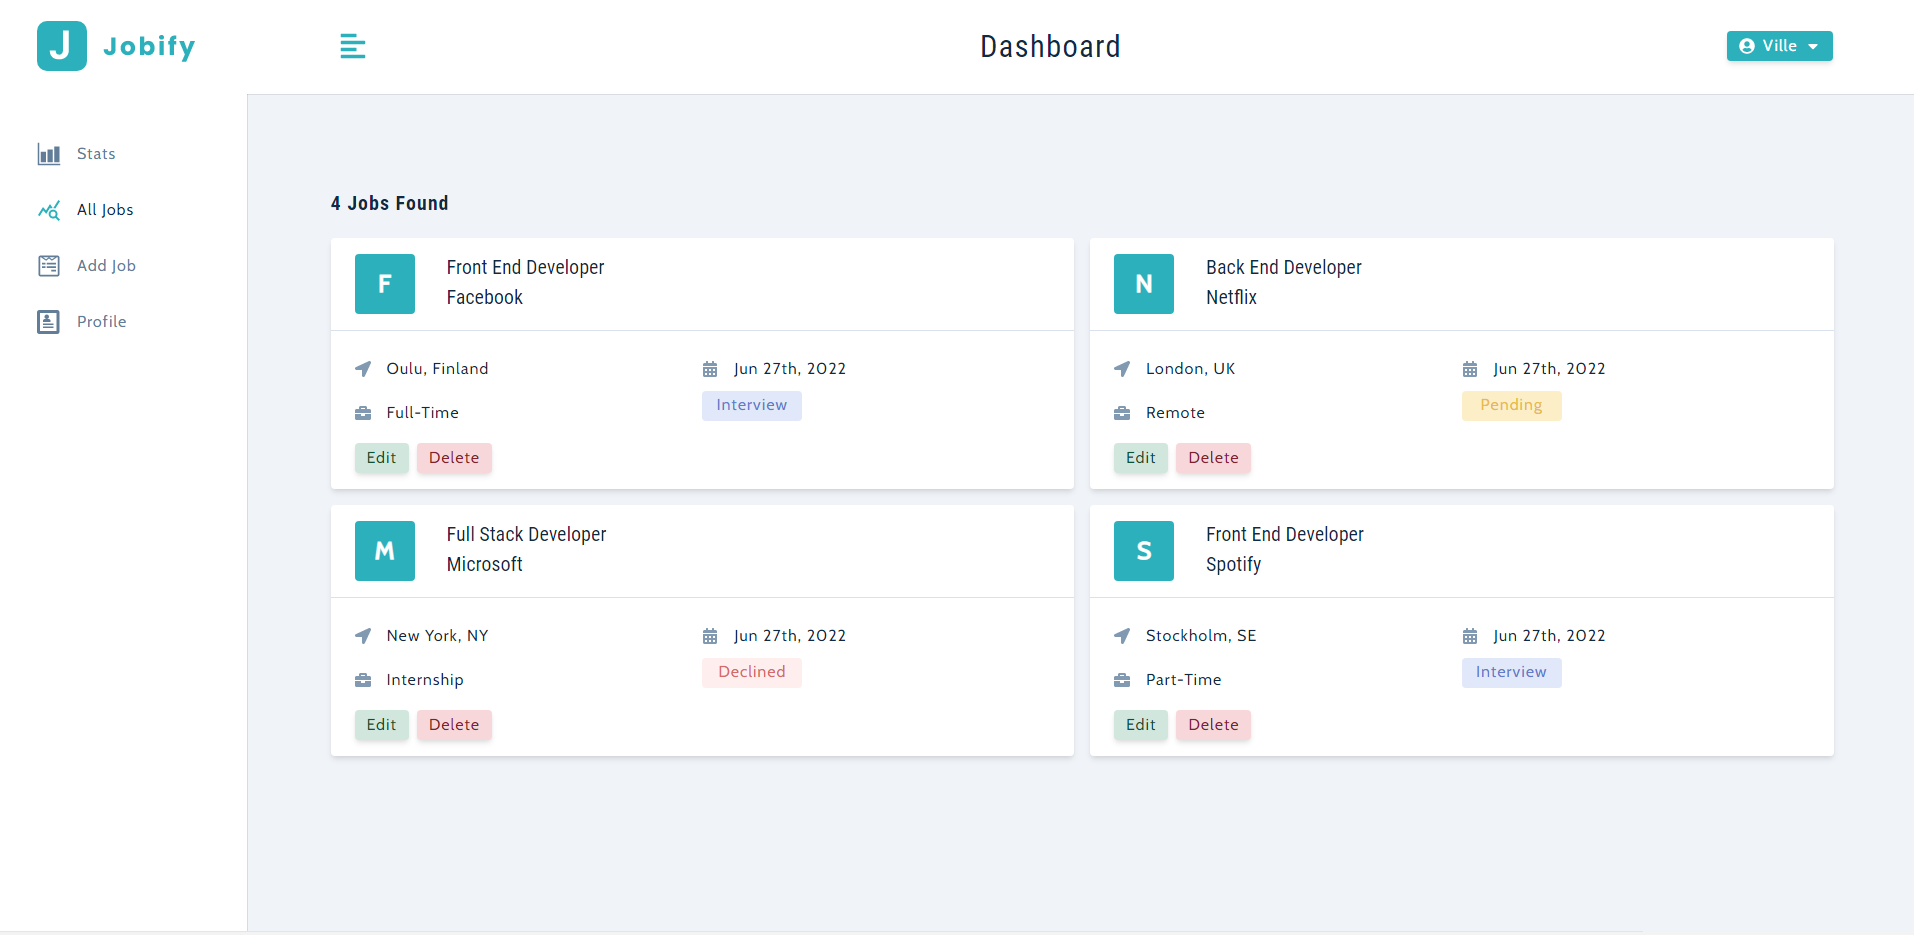 J Jobify
Dashboard
Ville
Stats
All Jobs
Add Job
Profile
4 Jobs Found
F
Front End Developer
Facebook
Oulu, Finland
Jun 27th, 2022
Full-Time
Interview
Edit
Delete
N
Back End Developer
Netflix
London, UK
Jun 27th, 2022
Remote
Pending
Edit
Delete
M
Full Stack Developer
Microsoft
New York, NY
Jun 27th, 2022
Internship
Declined
Edit
Delete
S
Front End Developer
Spotify
Stockholm, SE
Jun 27th, 2022
Part-Time
Interview
Edit
Delete